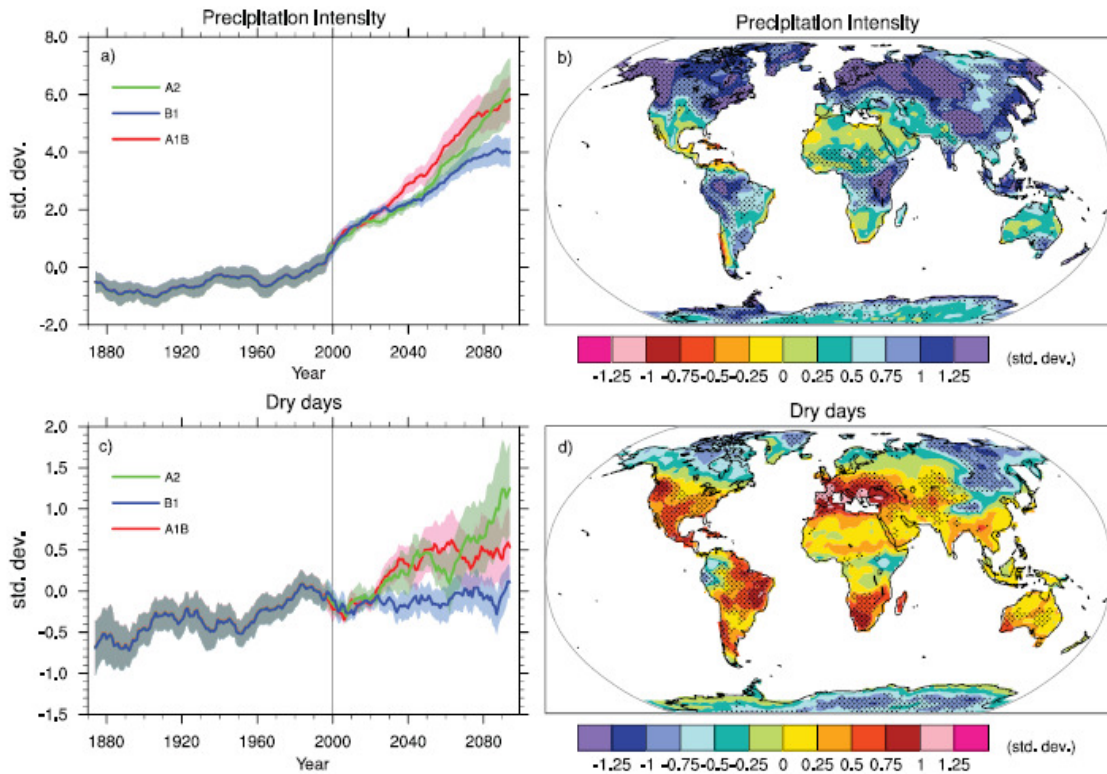 Precipitation Intensity
8.0
a)
6.0
A2
B1
4.0
A1B
std. dev.
2.0
0.0
-2.0
1880 1920 1960 2000 2040 2080
Year
Precipitation Intensity
b)
(std. dev.)
-1.25 -1 -0.75 -0.5 -0.25 0 0.25 0.5 0.75 1 1.25
Dry days
2.0
c)
1.5
A2
B1
1.0
A1B
std. dev.
0.5
0.0
-0.5
-1.0
-1.5
1880 1920 1960 2000 2040 2080
Year
Dry days
d)
(std. dev.)
-1.25 -1 -0.75 -0.5 -0.25 0 0.25 0.5 0.75 1 1.25